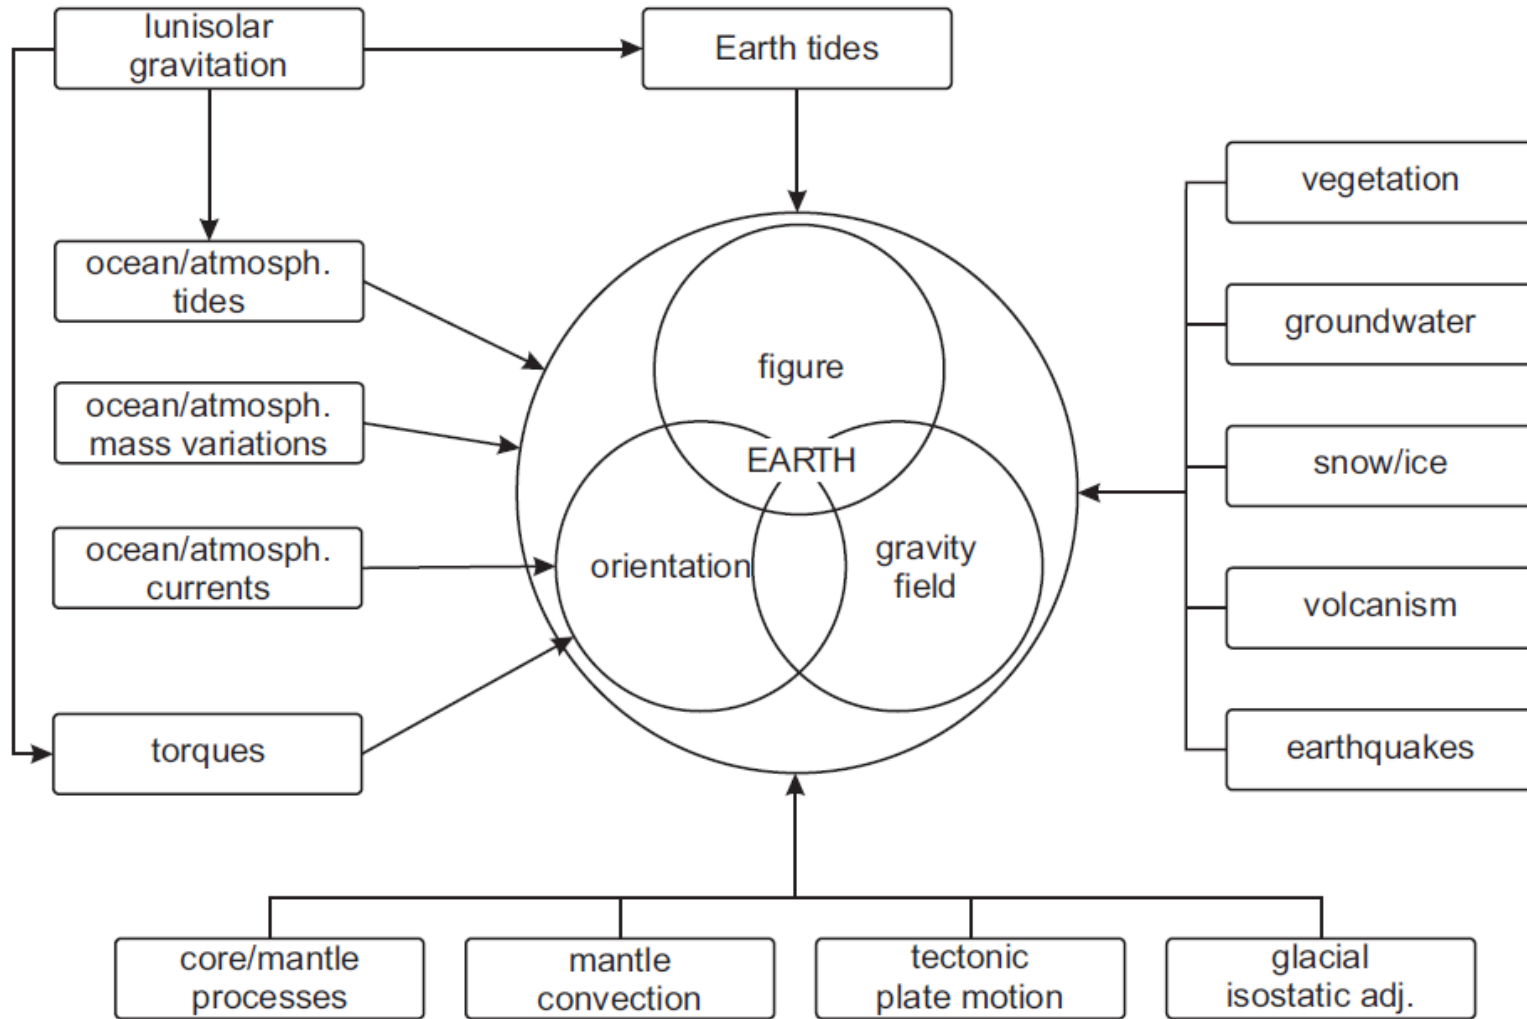 lunisolar
gravitation
Earth tides
vegetation
ocean/atmosph.
tides
groundwater
figure
ocean/atmosph.
mass variations
EARTH
snow/ice
ocean/atmosph.
currents
orientation
gravity
field
volcanism
torques
earthquakes
core/mantle
processes
mantle
convection
tectonic
plate motion
glacial
isostatic adj.